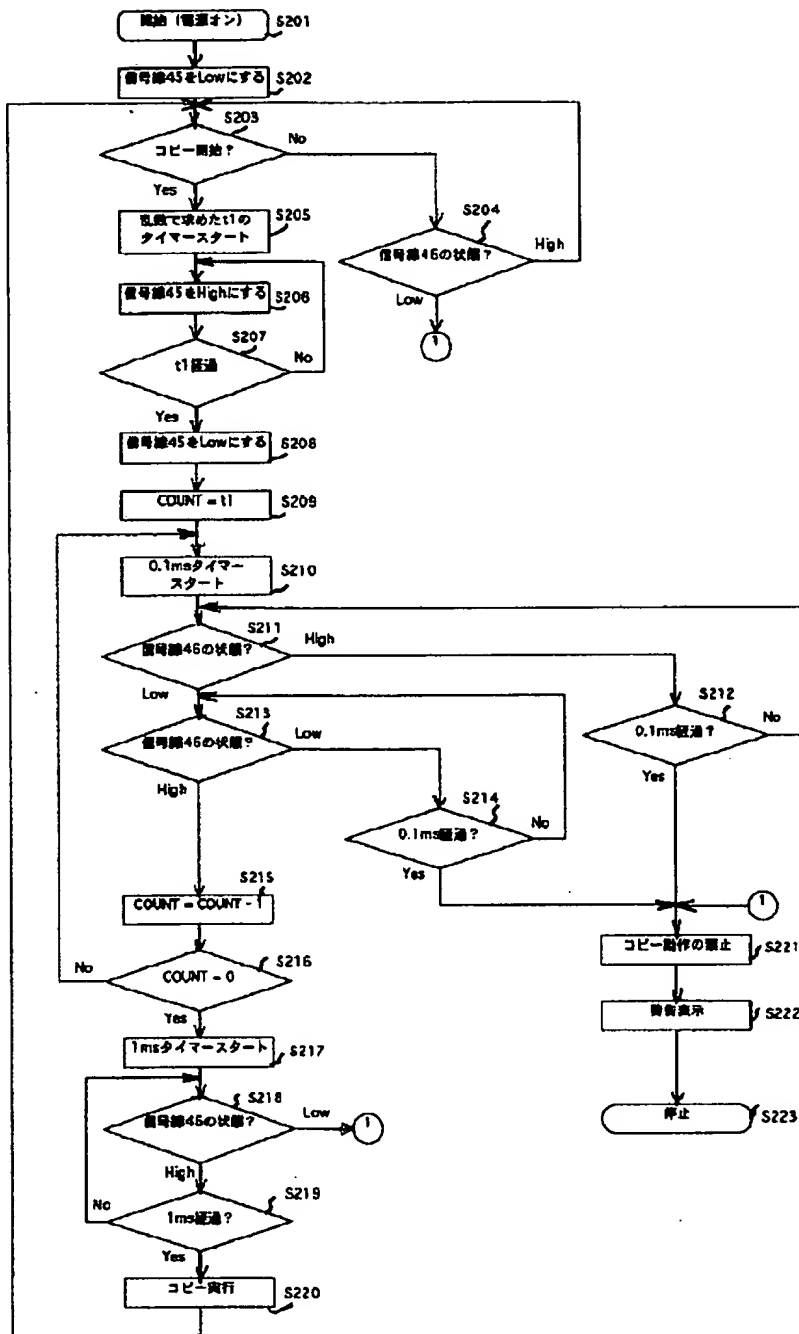 開始（電源オン）
S201
信号線45をLowにする
S202
S203
コピー開始？
No
Yes
S204
信号線46の状態？
High
Low
1
乱数で求めたt1の
タイマースタート
S205
信号線45をHighにする
S206
S207
t1経過
No
Yes
信号線45をLowにする
S208
COUNT = t1
S209
0.1msタイマー
スタート
S210
S211
信号線46の状態？
High
Low
S212
0.1ms経過？
No
Yes
S213
信号線46の状態？
Low
High
S214
0.1ms経過？
No
Yes
1
S215
COUNT = COUNT - 1
S216
COUNT = 0
No
Yes
コピー動作の禁止
S221
警告表示
S222
停止
S223
1msタイマースタート
S217
S218
信号線46の状態？
Low
1
High
S219
1ms経過？
No
Yes
コピー実行
S220